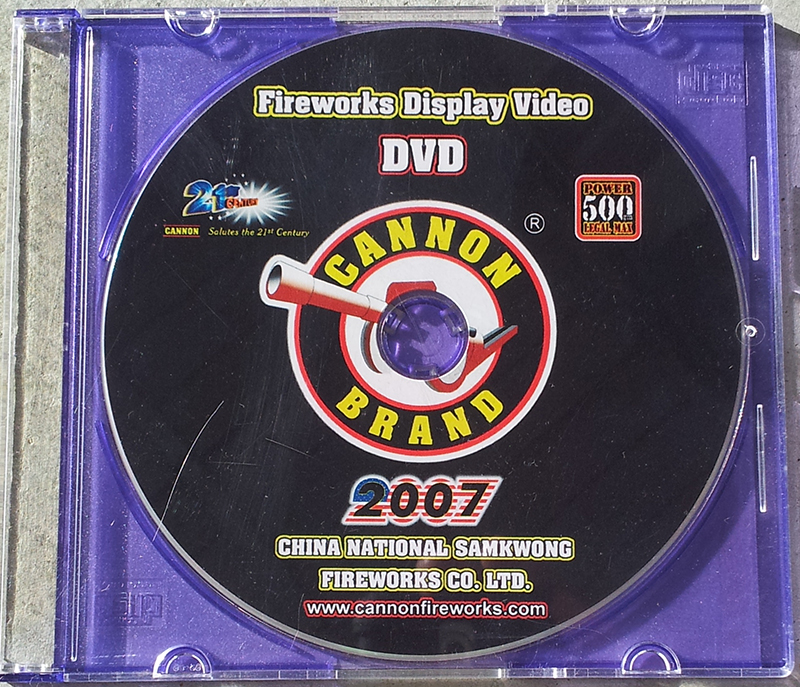 Fireworks Display Video
DVD
21st CENTURY
CANNON Salutes the 21st Century
POWER
500
LEGAL MAX
®
CANNON
BRAND
2007
CHINA NATIONAL SAMKWONG
FIREWORKS CO. LTD.
www.cannonfireworks.com